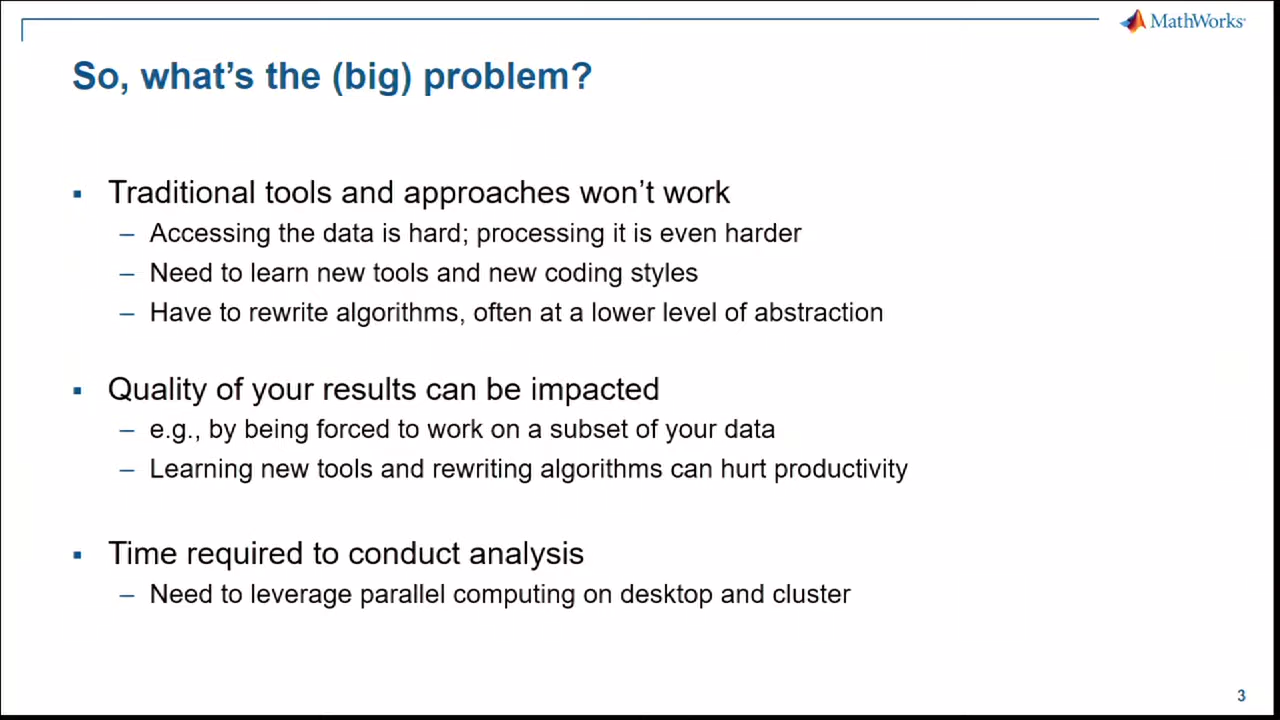 MathWorks
So, what's the (big) problem?
▪ Traditional tools and approaches won't work
– Accessing the data is hard; processing it is even harder
– Need to learn new tools and new coding styles
– Have to rewrite algorithms, often at a lower level of abstraction
▪ Quality of your results can be impacted
– e.g., by being forced to work on a subset of your data
– Learning new tools and rewriting algorithms can hurt productivity
▪ Time required to conduct analysis
– Need to leverage parallel computing on desktop and cluster
3